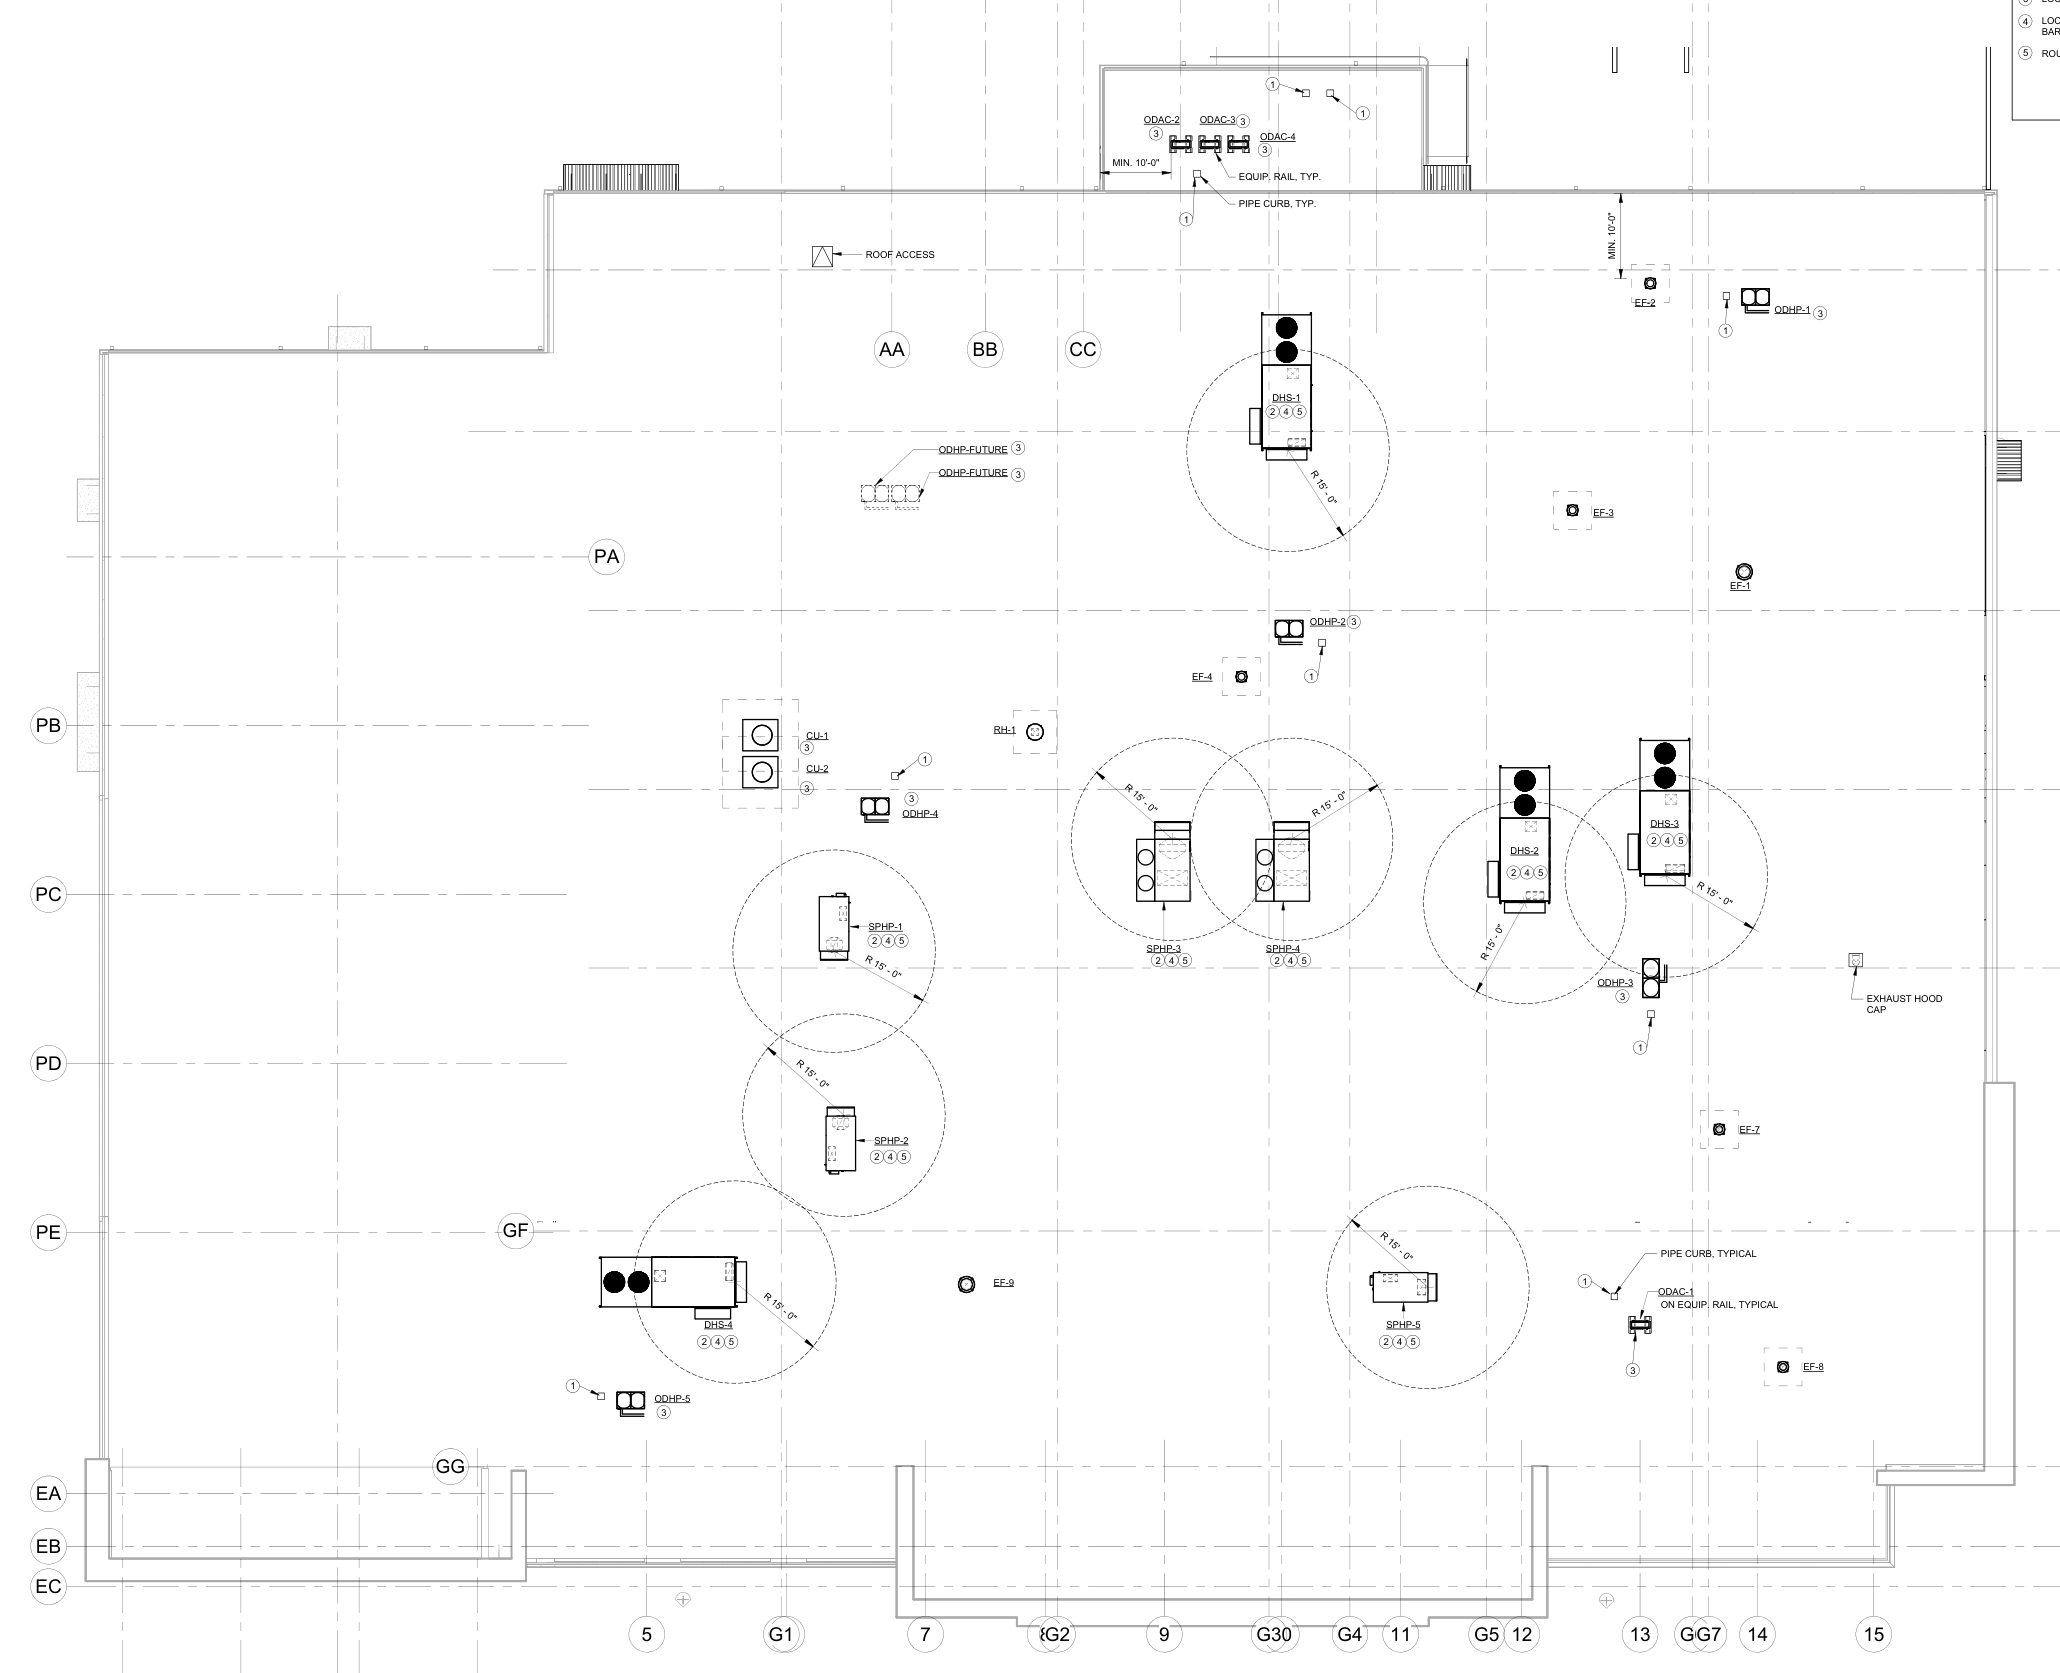 4 LOC
BAR
5 ROU
1
1
ODAC-2
3
ODAC-3 3
ODAC-4
3
MIN. 10'-0"
EQUIP. RAIL, TYP.
PIPE CURB, TYP.
1
ROOF ACCESS
MIN. 10'-0"
EF-2
1
ODHP-1 3
AA
BB
CC
DHS-1
2 4 5
R 15' - 0"
ODHP-FUTURE 3
ODHP-FUTURE 3
EF-3
PA
EF-1
ODHP-2 3
1
EF-4
PB
RH-1
CU-1
3
CU-2
3
1
3
ODHP-4
R 15' - 0"
R 15' - 0"
DHS-3
2 4 5
DHS-2
2 4 5
R 15' - 0"
R 15' - 0"
PC
SPHP-1
2 4 5
R 15' - 0"
SPHP-3
2 4 5
SPHP-4
2 4 5
ODHP-3
3
1
EXHAUST HOOD
CAP
PD
R 15' - 0"
SPHP-2
2 4 5
EF-7
PE
GF
R 15' - 0"
PIPE CURB, TYPICAL
1
ODAC-1
ON EQUIP. RAIL, TYPICAL
3
EF-9
R 15' - 0"
DHS-4
2 4 5
SPHP-5
2 4 5
EF-8
1
ODHP-5
3
GG
EA
EB
EC
5
G1
7
G2
9
G30
G4
11
G5
12
13
G7
14
15